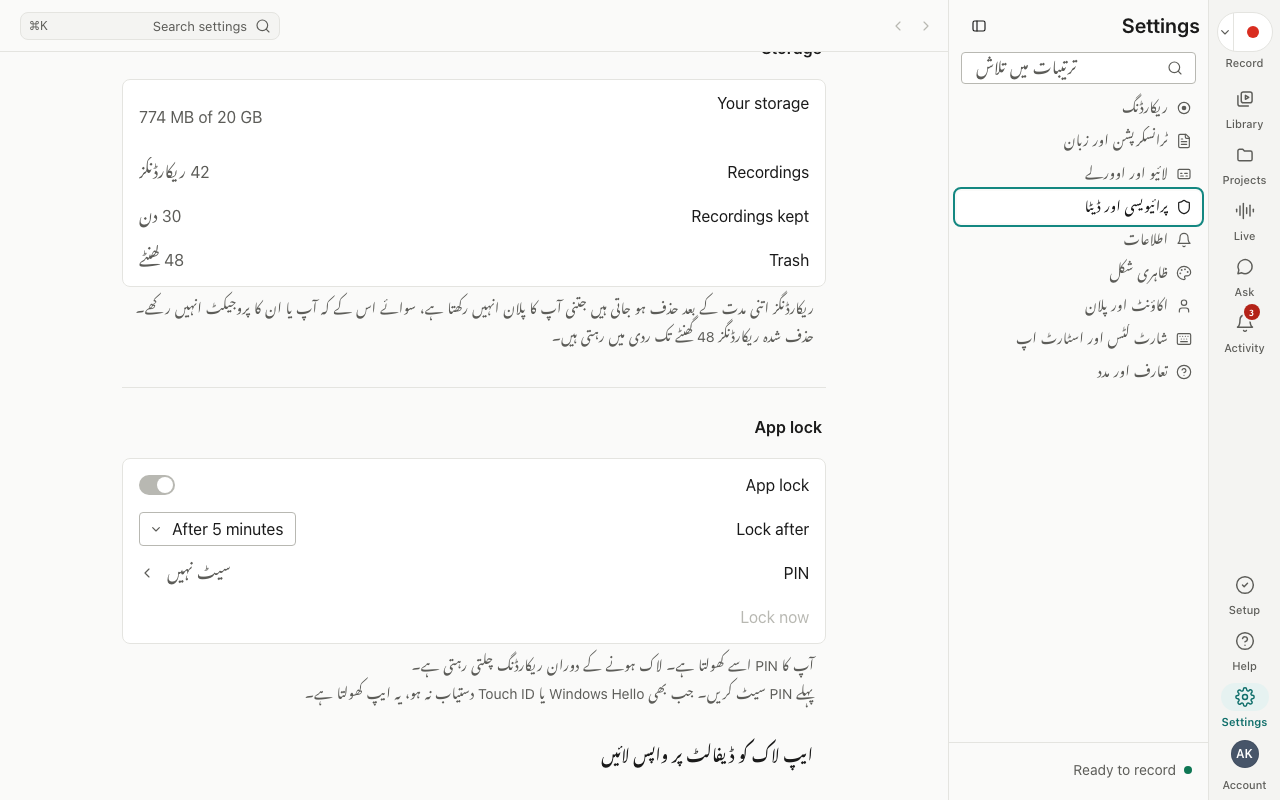 Settings
ترتیبات میں تلاش
ریکارڈنگ
ٹرانسکرپشن اور زبان
لائیو اور اوورلے
پرائیویسی اور ڈیٹا
اطلاعات
ظاہری شکل
اکاؤنٹ اور پلان
شارٹ کٹس اور اسٹارٹ اپ
تعارف اور مدد
Ready to record
Record
Library
Projects
Live
Ask
3
Activity
Setup
Help
Settings
AK
Account
Search settings
⌘K
Storage
Your storage
774 MB of 20 GB
Recordings
42 ریکارڈنگز
Recordings kept
30 دن
Trash
48 گھنٹے
ریکارڈنگز اتنی مدت کے بعد حذف ہو جاتی ہیں جتنی آپ کا پلان انہیں رکھتا ہے، سوائے اس کے کہ آپ یا ان کا پروجیکٹ انہیں رکھے۔
حذف شدہ ریکارڈنگز 48 گھنٹے تک ردی میں رہتی ہیں۔
App lock
App lock
Lock after
After 5 minutes
PIN
سیٹ نہیں
Lock now
آپ کا PIN اسے کھولتا ہے۔ لاک ہونے کے دوران ریکارڈنگ چلتی رہتی ہے۔
پہلے PIN سیٹ کریں۔ جب بھی Windows Hello یا Touch ID دستیاب نہ ہو، یہ ایپ کھولتا ہے۔
ایپ لاک کو ڈیفالٹ پر واپس لائیں